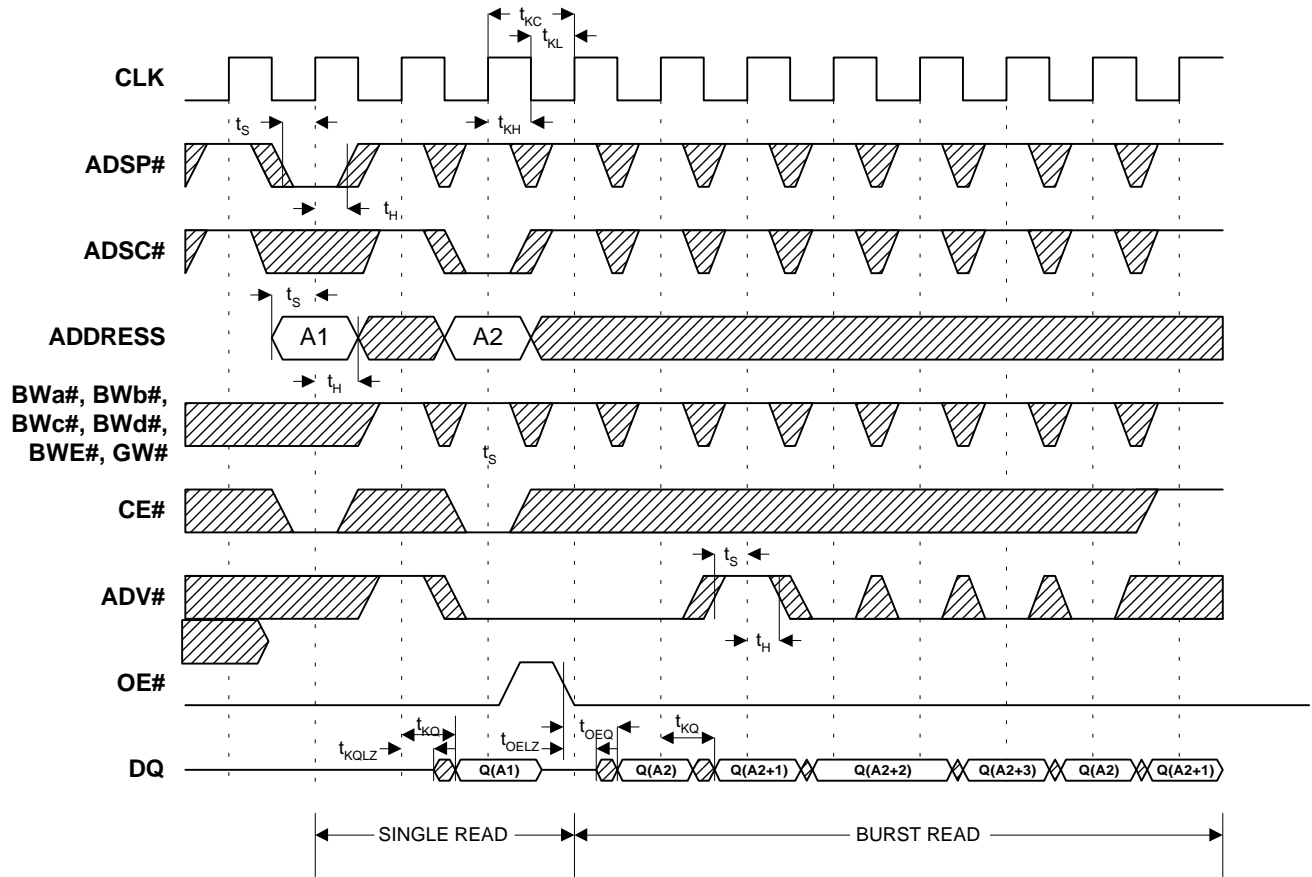 tKC
tKL
CLK
tS
tKH
ADSP#
tH
ADSC#
tS
ADDRESS
A1
A2
tH
BWa#, BWb#,
BWc#, BWd#,
BWE#, GW#
tS
CE#
tS
ADV#
tH
OE#
tKQ
tOEQ
tKQ
tKQLZ
tOELZ
DQ
Q(A1)
Q(A2)
Q(A2+1)
Q(A2+2)
Q(A2+3)
Q(A2)
Q(A2+1)
SINGLE READ
BURST READ